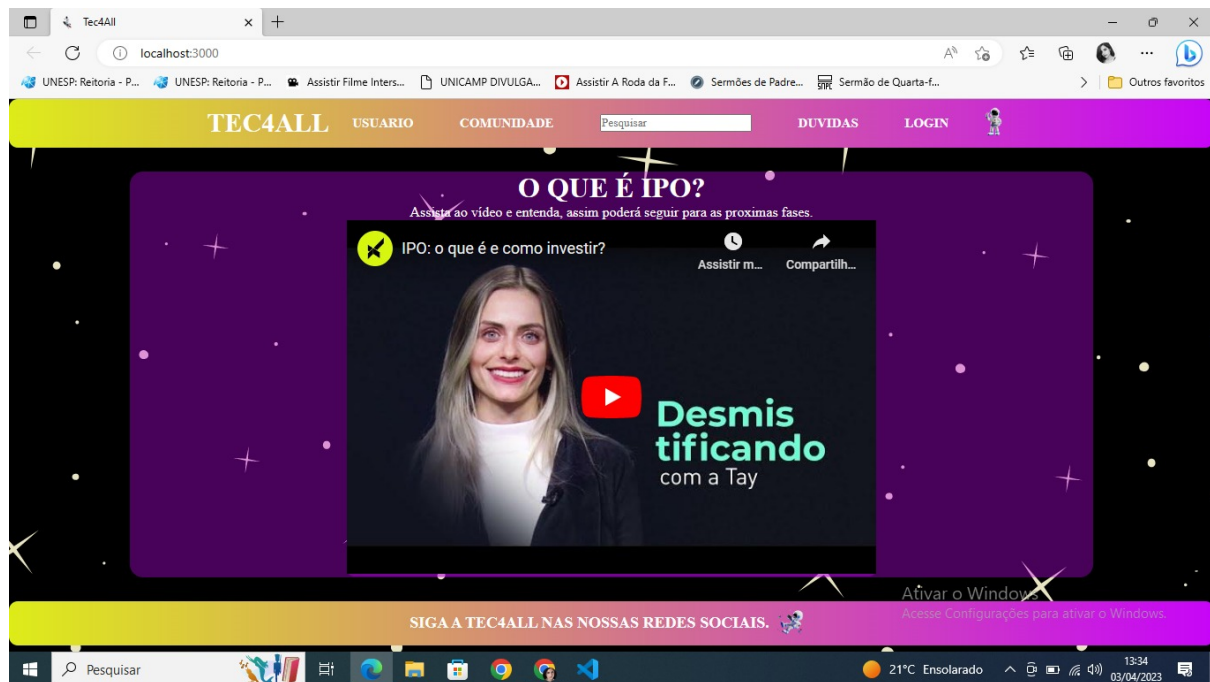 Tec4All
localhost:3000
UNESP: Reitoria - P...
UNESP: Reitoria - P...
Assistir Filme Inters...
UNICAMP DIVULGA...
Assistir A Roda da F...
Sermões de Padre...
Sermão de Quarta-f...
Outros favoritos
TEC4ALL
USUARIO
COMUNIDADE
Pesquisar
DUVIDAS
LOGIN
O QUE É IPO?
Assista ao vídeo e entenda, assim poderá seguir para as proximas fases.
IPO: o que é e como investir?
Assistir m...
Compartilh...
Desmis
tificando
com a Tay
Ativar o Windows
Acesse Configurações para ativar o Windows.
SIGA A TEC4ALL NAS NOSSAS REDES SOCIAIS.
Pesquisar
21°C Ensolarado
13:34
03/04/2023